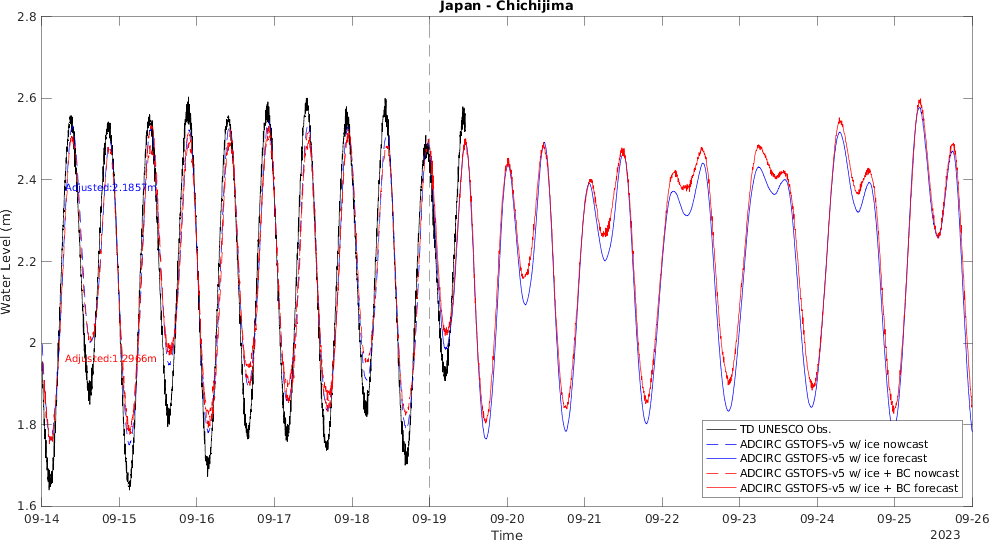 Japan - Chichijima
2.8
2.6
2.4
2.2
2
1.8
1.6
Water Level (m)
Adjusted:2.1857m
Adjusted:1.2966m
TD UNESCO Obs.
ADCIRC GSTOFS-v5 w/ ice nowcast
ADCIRC GSTOFS-v5 w/ ice forecast
ADCIRC GSTOFS-v5 w/ ice + BC nowcast
ADCIRC GSTOFS-v5 w/ ice + BC forecast
09-14 09-15 09-16 09-17 09-18 09-19 09-20 09-21 09-22 09-23 09-24 09-25 09-26
Time
2023